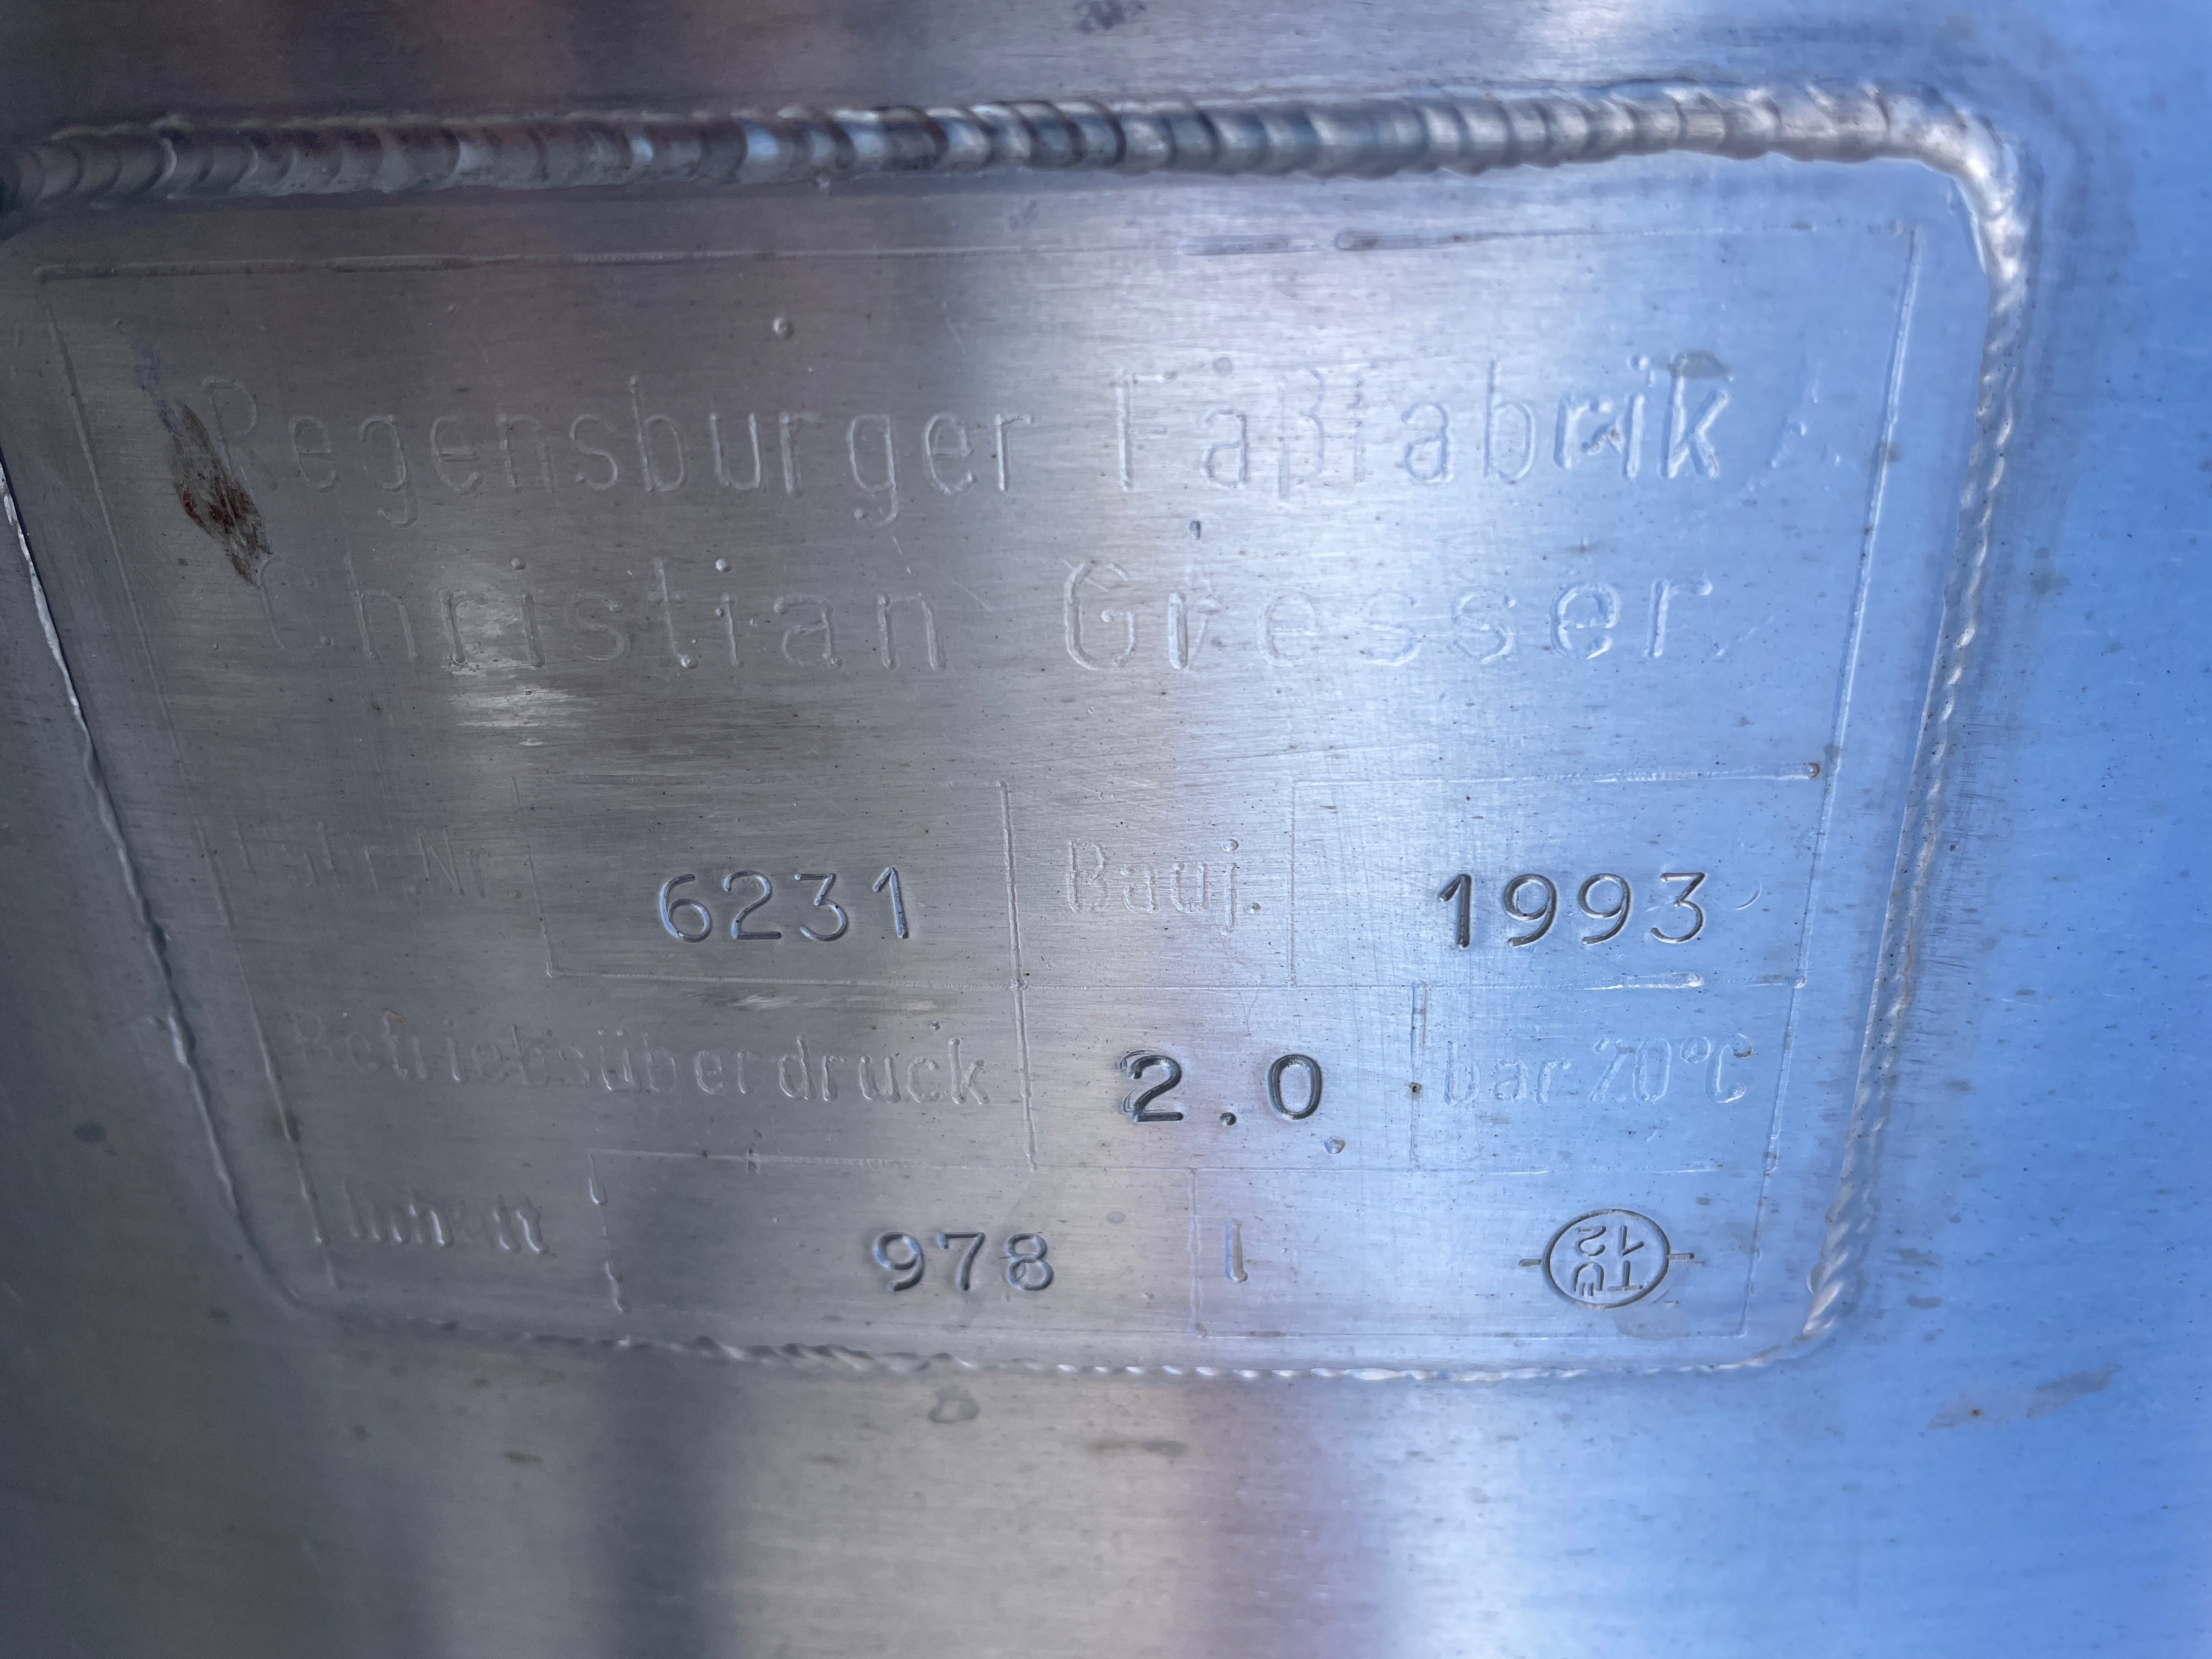 Regensburger Faßfabrik
Christian Gresser
Fabr.Nr. 6231 Bauj. 1993
Betriebsüberdruck 2.0 bar 20°C
Inhalt 978 l